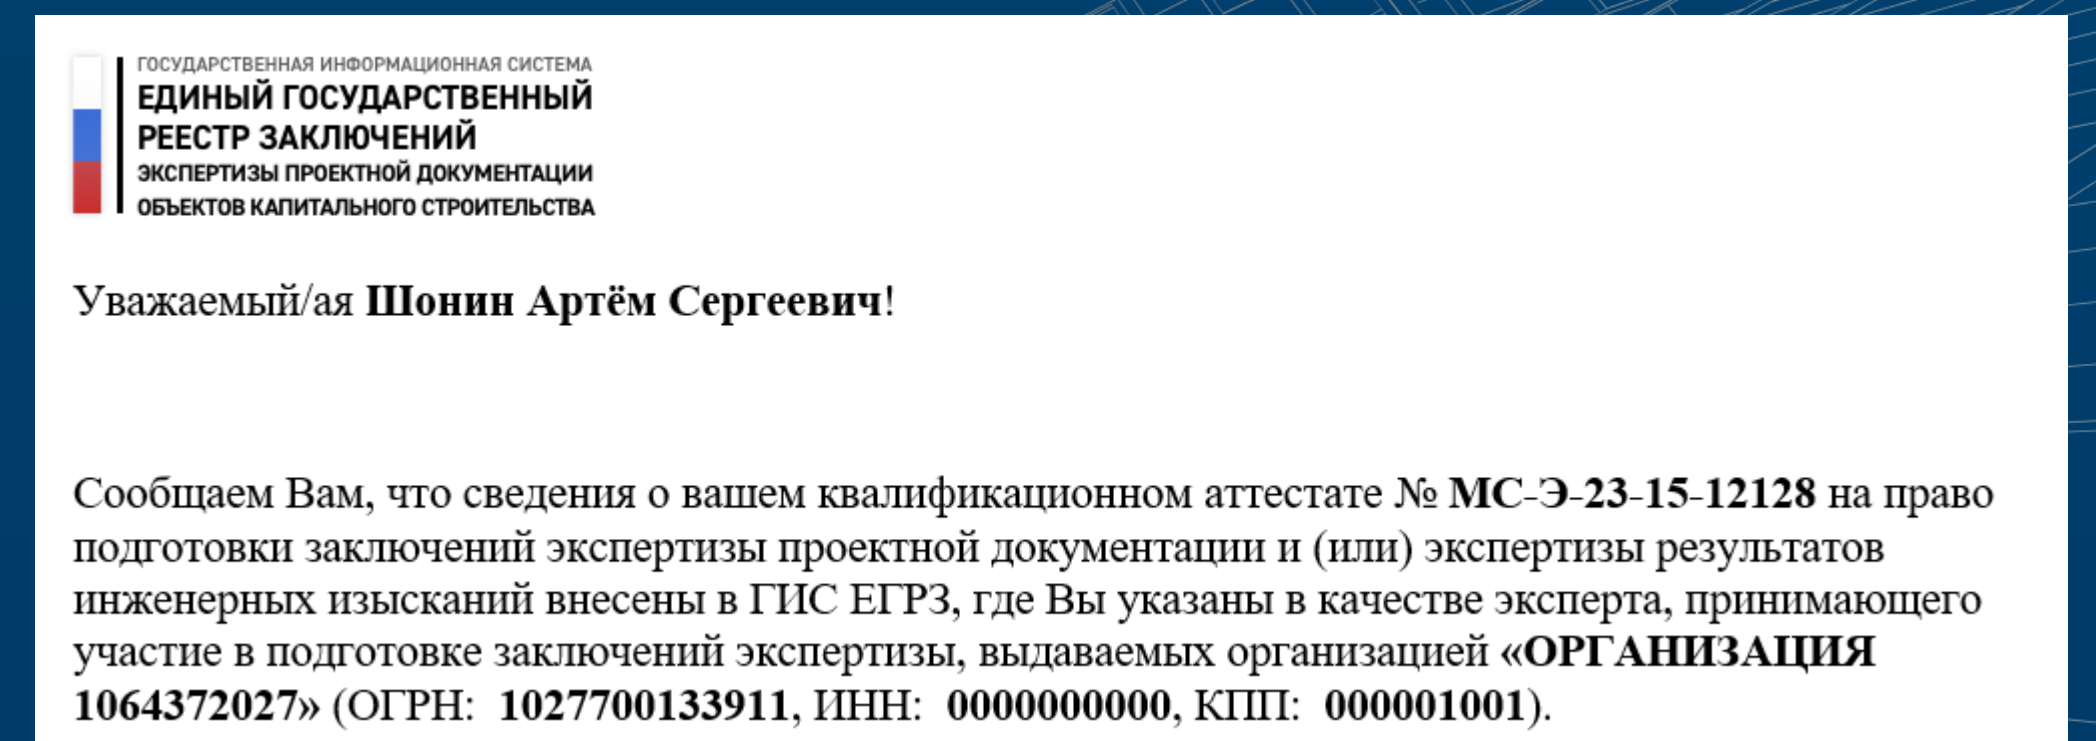 ГОСУДАРСТВЕННАЯ ИНФОРМАЦИОННАЯ СИСТЕМА
ЕДИНЫЙ ГОСУДАРСТВЕННЫЙ
РЕЕСТР ЗАКЛЮЧЕНИЙ
ЭКСПЕРТИЗЫ ПРОЕКТНОЙ ДОКУМЕНТАЦИИ
ОБЪЕКТОВ КАПИТАЛЬНОГО СТРОИТЕЛЬСТВА
Уважаемый/ая Шонин Артём Сергеевич!
Сообщаем Вам, что сведения о вашем квалификационном аттестате № МС-Э-23-15-12128 на право
подготовки заключений экспертизы проектной документации и (или) экспертизы результатов
инженерных изысканий внесены в ГИС ЕГРЗ, где Вы указаны в качестве эксперта, принимающего
участие в подготовке заключений экспертизы, выдаваемых организацией «ОРГАНИЗАЦИЯ
1064372027» (ОГРН: 1027700133911, ИНН: 0000000000, КПП: 000001001).